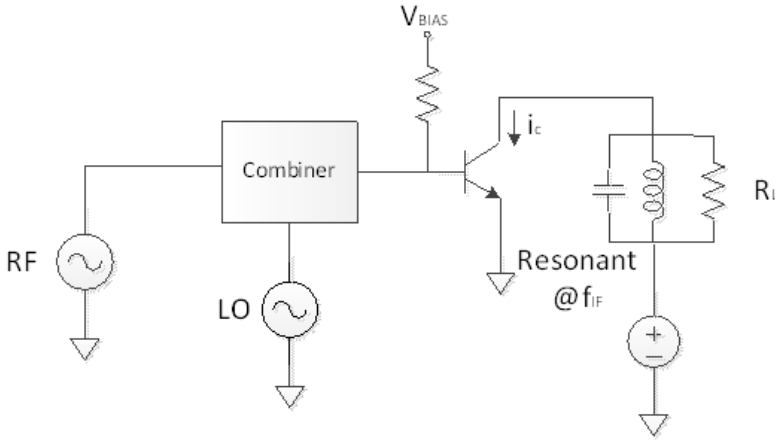 VBIAS
ic
Combiner
RL
RF
Resonant
@fIF
LO